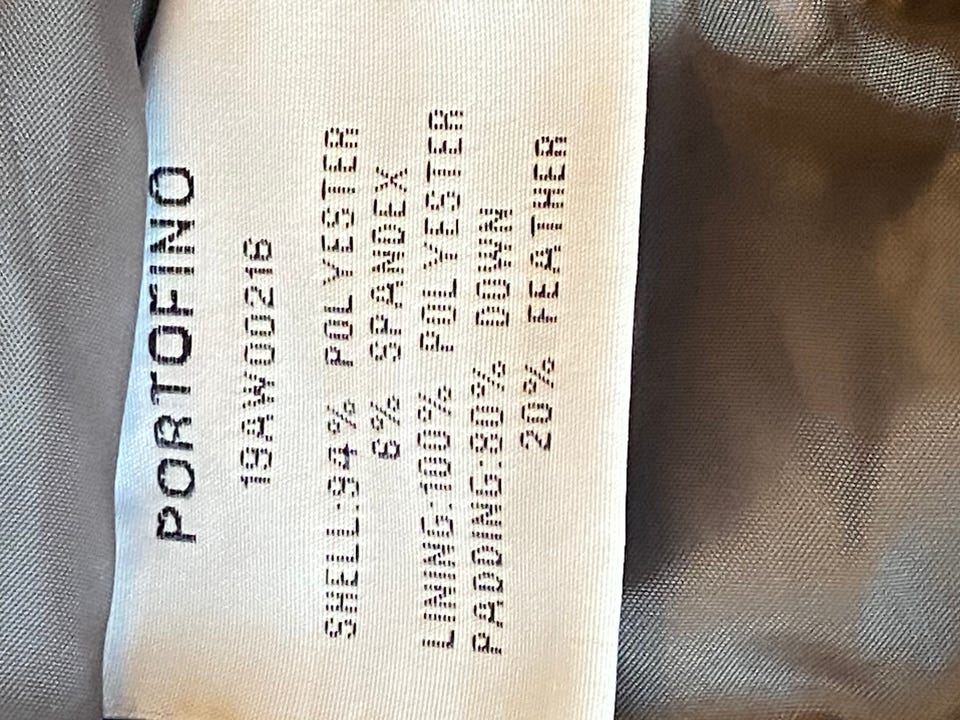 PORTOFINO
19AW00216
SHELL:94% POLYESTER
6% SPANDEX
LINING:100% POLYESTER
PADDING:80% DOWN
20% FEATHER